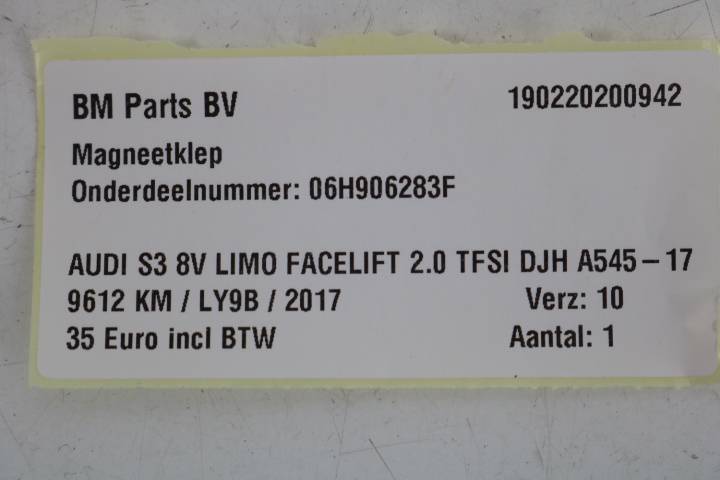 BM Parts BV 190220200942
Magneetklep
Onderdeelnummer: 06H906283F
AUDI S3 8V LIMO FACELIFT 2.0 TFSI DJH A545-17
9612 KM / LY9B / 2017 Verz: 10
35 Euro incl BTW Aantal: 1